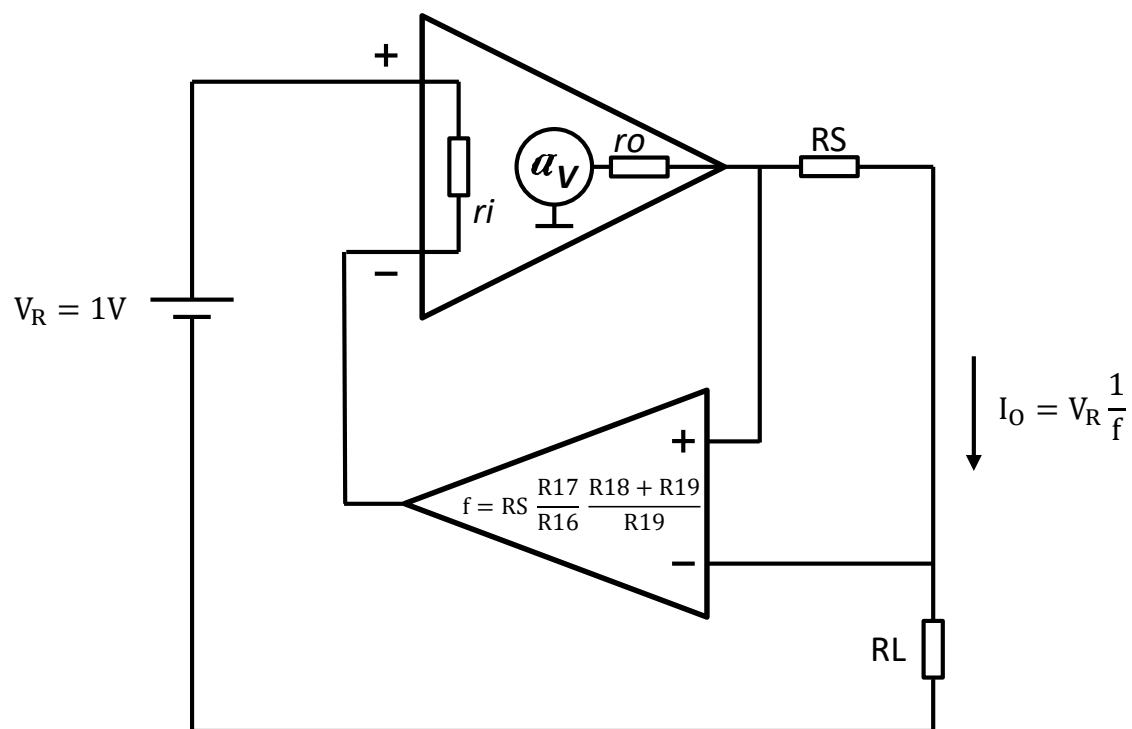 +
ro
RS
a_V
ri
−
V_R = 1V
I_O = V_R 1/f
+
f = RS R17/R16 (R18 + R19)/R19
−
RL